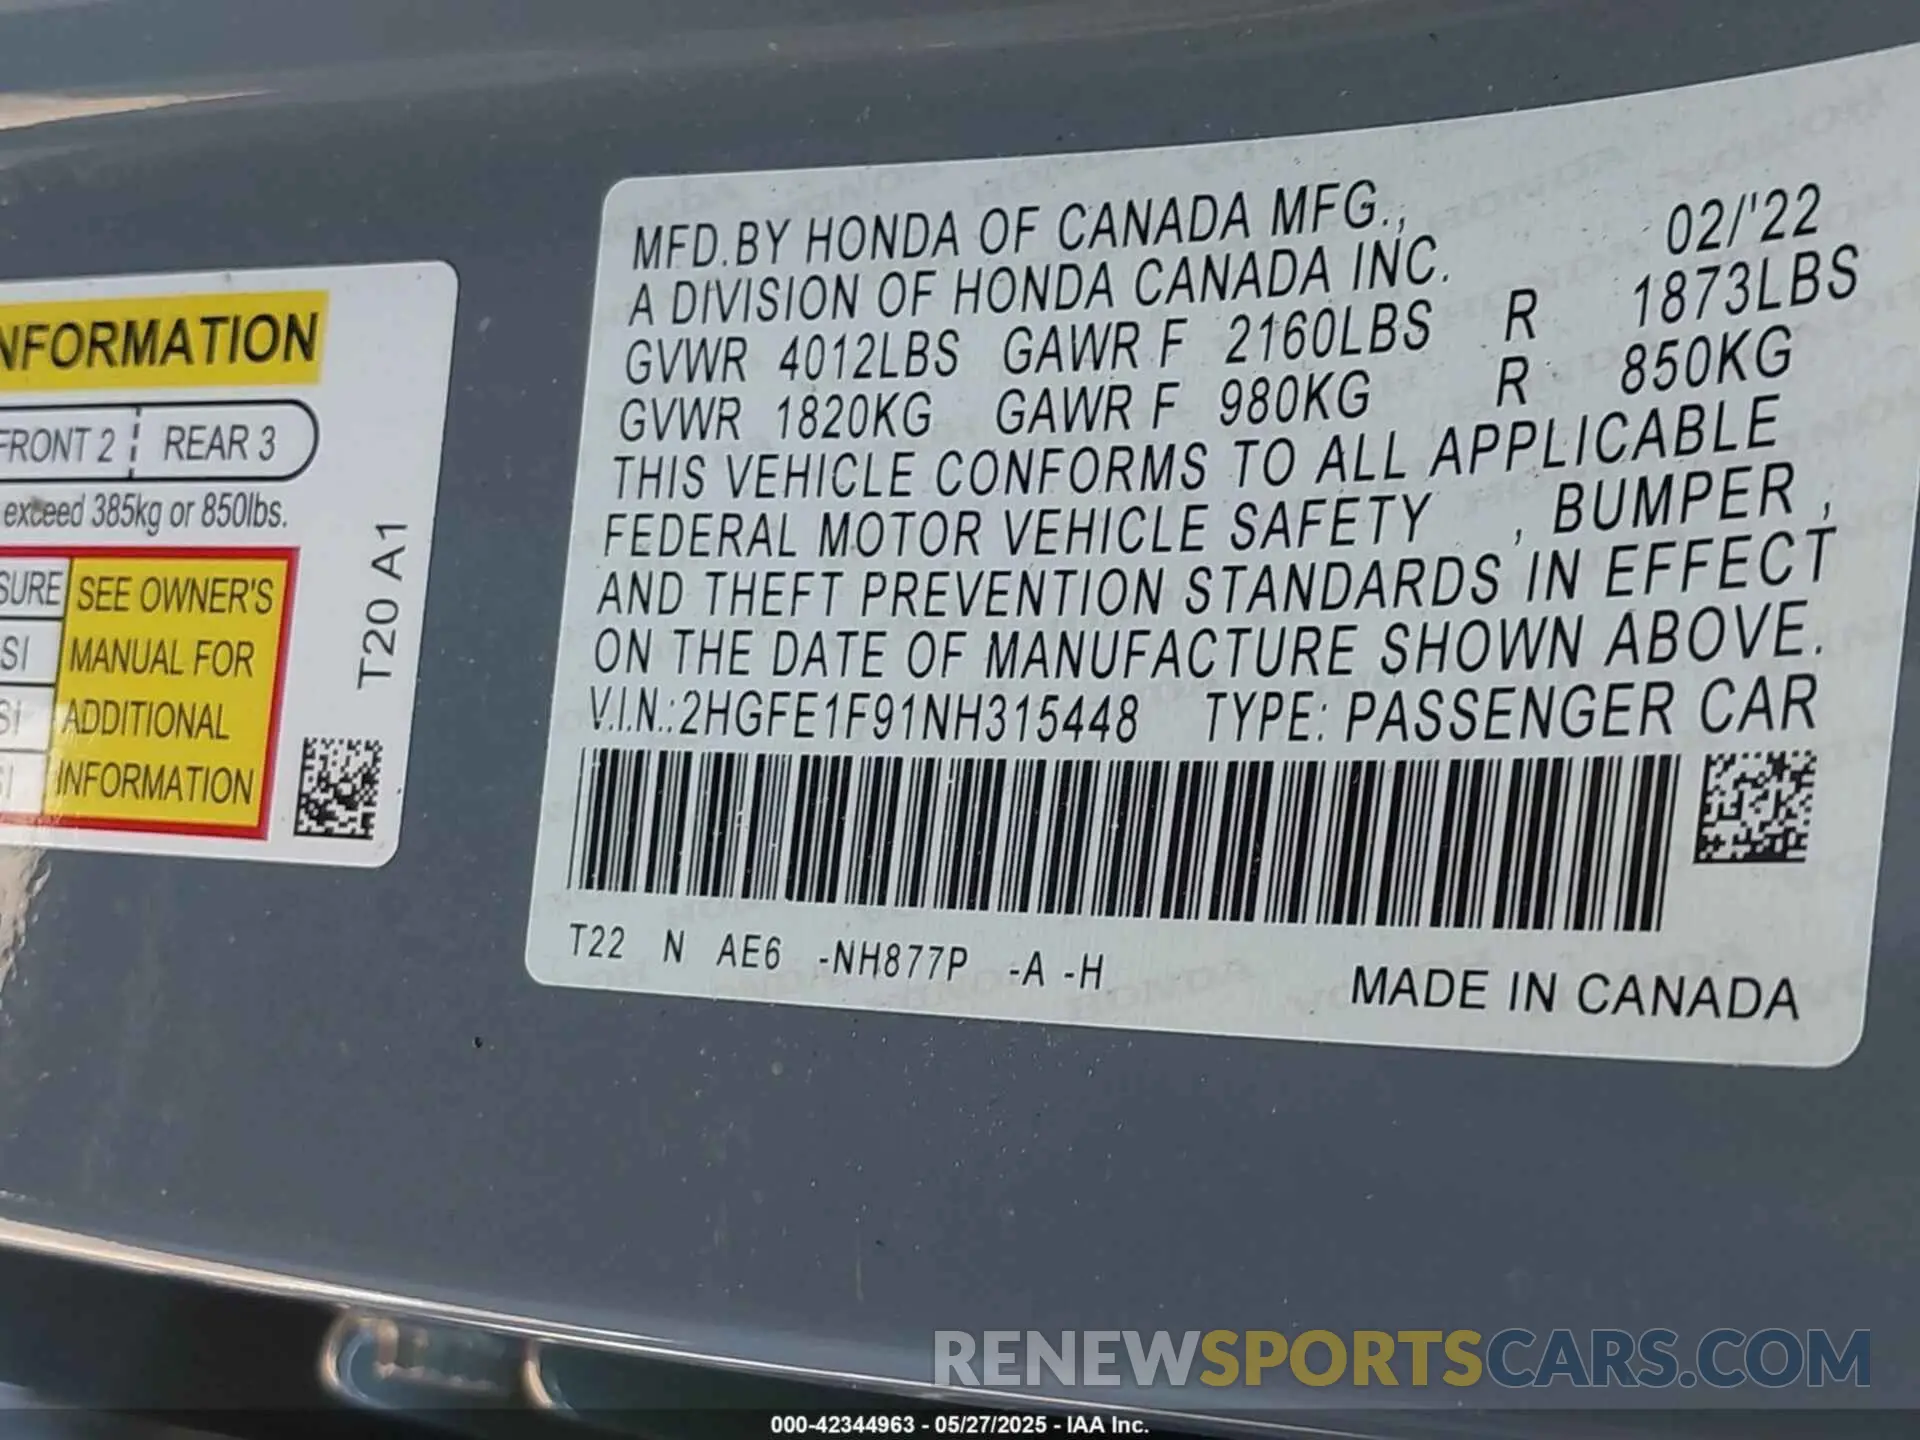 NFORMATION
FRONT 2 REAR 3
exceed 385kg or 850lbs.
SURE
SI
SI
SI
SEE OWNER'S
MANUAL FOR
ADDITIONAL
INFORMATION
T20 A1
MFD.BY HONDA OF CANADA MFG., 02/'22
A DIVISION OF HONDA CANADA INC.
GVWR 4012LBS GAWR F 2160LBS R 1873LBS
GVWR 1820KG GAWR F 980KG R 850KG
THIS VEHICLE CONFORMS TO ALL APPLICABLE
FEDERAL MOTOR VEHICLE SAFETY , BUMPER ,
AND THEFT PREVENTION STANDARDS IN EFFECT
ON THE DATE OF MANUFACTURE SHOWN ABOVE.
V.I.N.:2HGFE1F91NH315448 TYPE: PASSENGER CAR
T22 N AE6 -NH877P -A -H
MADE IN CANADA
RENEWSPORTSCARS.COM
000-42344963 - 05/27/2025 - IAA Inc.